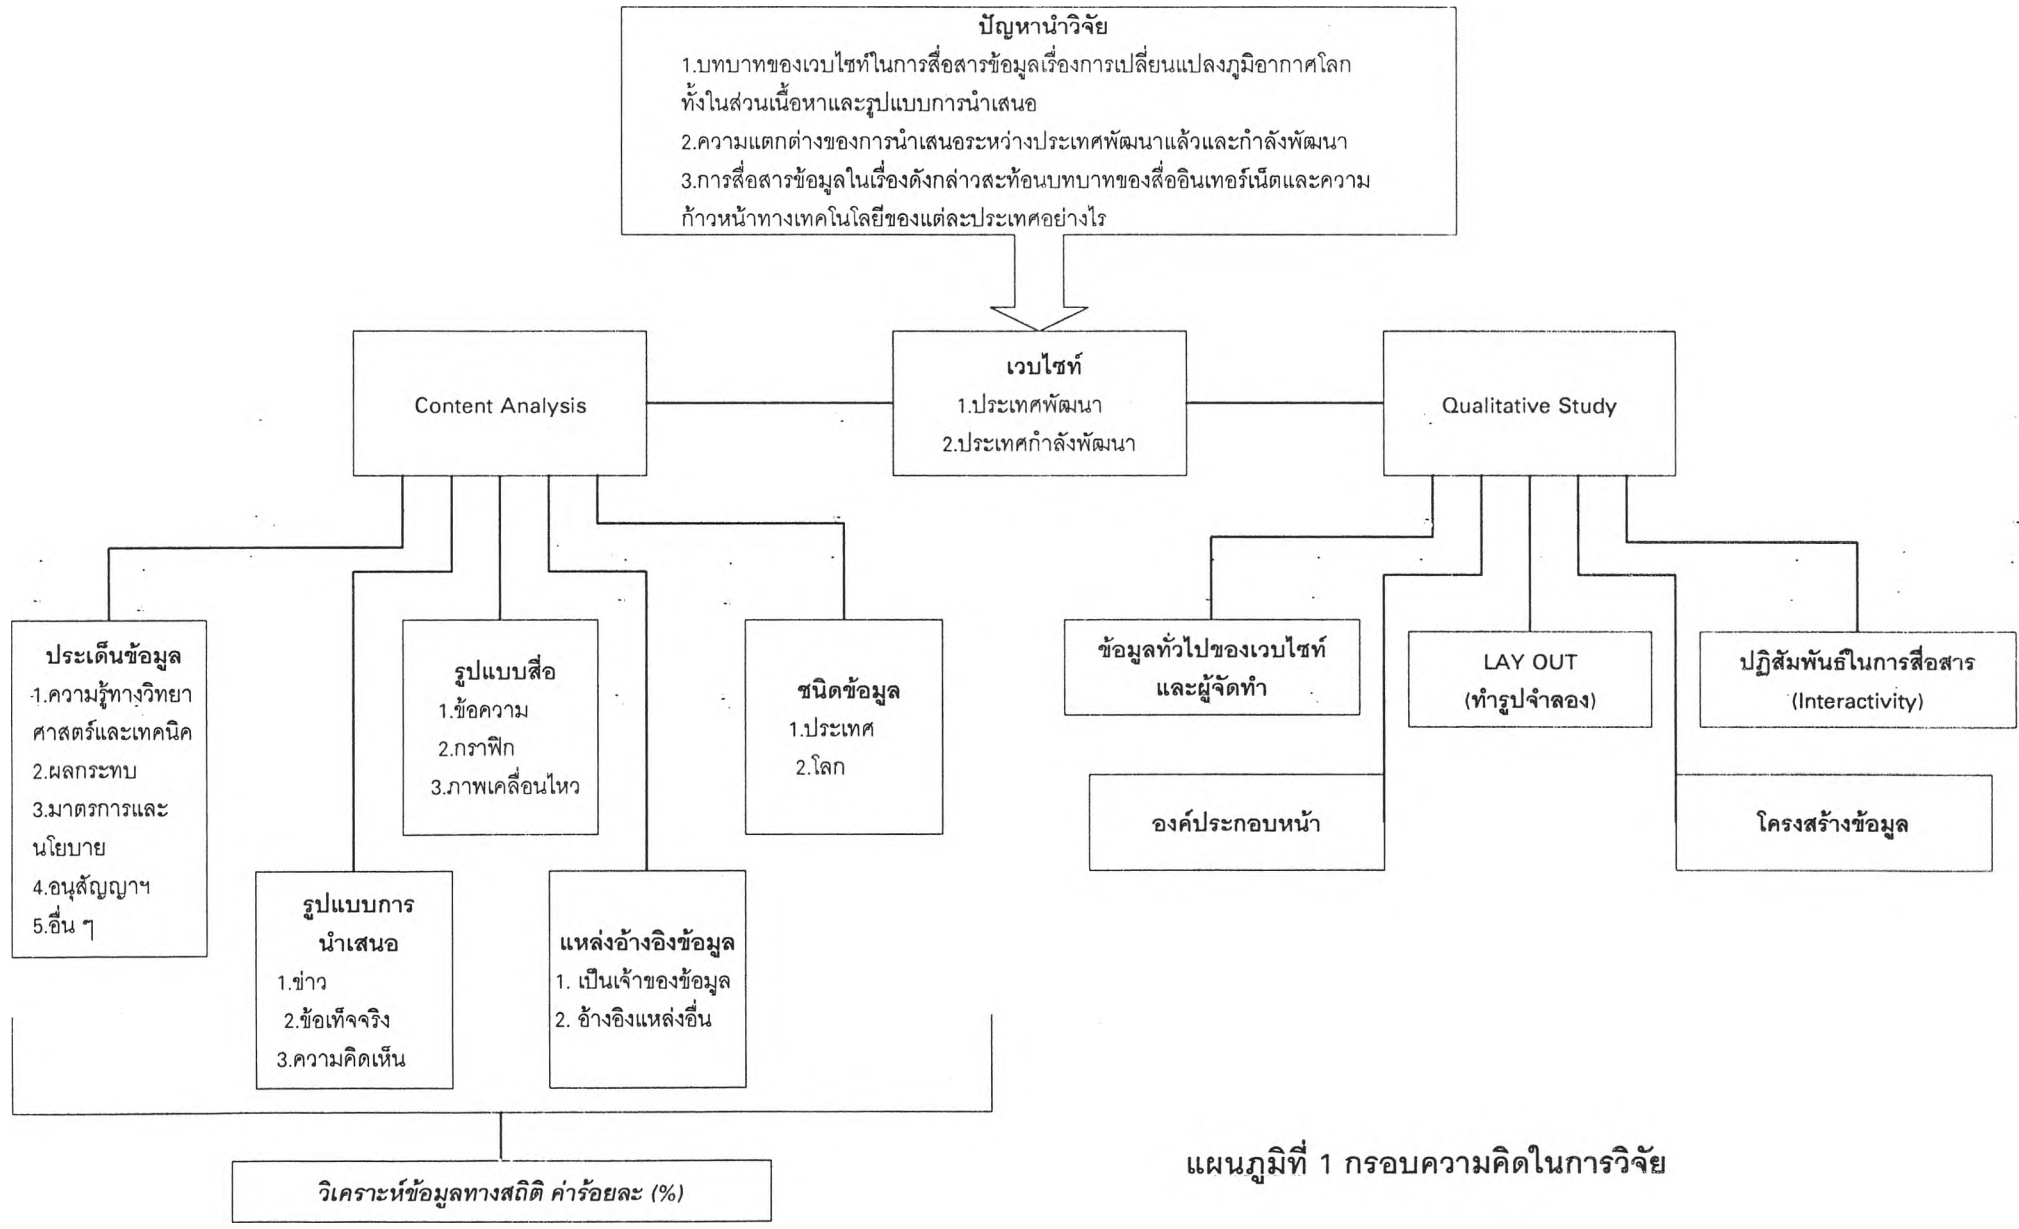 ปัญหานำวิจัย
1.บทบาทของเวบไซท์ในการสื่อสารข้อมูลเรื่องการเปลี่ยนแปลงภูมิอากาศโลก
ทั้งในส่วนเนื้อหาและรูปแบบการนำเสนอ
2.ความแตกต่างของการนำเสนอระหว่างประเทศพัฒนาแล้วและกำลังพัฒนา
3.การสื่อสารข้อมูลในเรื่องดังกล่าวสะท้อนบทบาทของสื่ออินเทอร์เน็ตและความ
ก้าวหน้าทางเทคโนโลยีของแต่ละประเทศอย่างไร
Content Analysis
เวบไซท์
1.ประเทศพัฒนา
2.ประเทศกำลังพัฒนา
Qualitative Study
ประเด็นข้อมูล
1.ความรู้ทางวิทยา
ศาสตร์และเทคนิค
2.ผลกระทบ
3.มาตรการและ
นโยบาย
4.อนุสัญญาฯ
5.อื่น ๆ
รูปแบบสื่อ
1.ข้อความ
2.กราฟิก
3.ภาพเคลื่อนไหว
ชนิดข้อมูล
1.ประเทศ
2.โลก
ข้อมูลทั่วไปของเวบไซท์
และผู้จัดทำ
LAY OUT
(ทำรูปจำลอง)
ปฏิสัมพันธ์ในการสื่อสาร
(Interactivity)
องค์ประกอบหน้า
โครงสร้างข้อมูล
รูปแบบการ
นำเสนอ
1.ข่าว
2.ข้อเท็จจริง
3.ความคิดเห็น
แหล่งอ้างอิงข้อมูล
1. เป็นเจ้าของข้อมูล
2. อ้างอิงแหล่งอื่น
วิเคราะห์ข้อมูลทางสถิติ ค่าร้อยละ (%)
แผนภูมิที่ 1 กรอบความคิดในการวิจัย